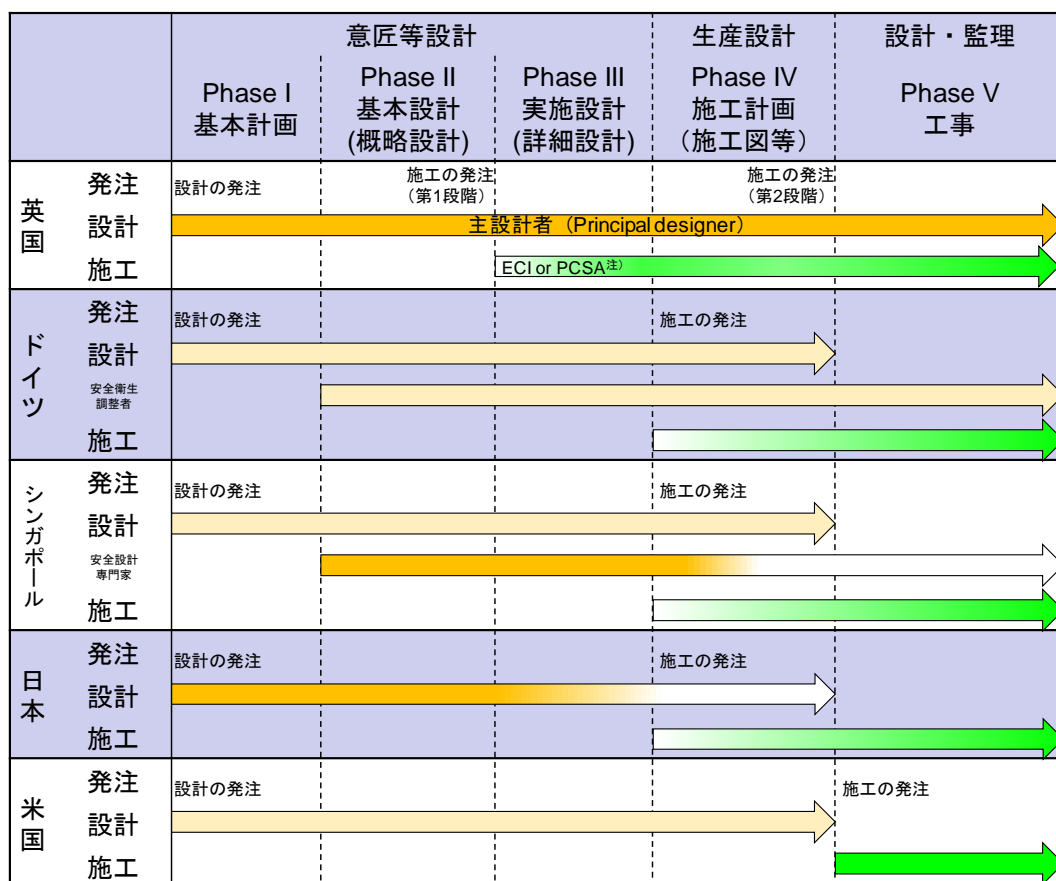 意匠等設計
生産設計
設計・監理
Phase I
基本計画
Phase II
基本設計
(概略設計)
Phase III
実施設計
(詳細設計)
Phase IV
施工計画
(施工図等)
Phase V
工事
英国
発注
設計の発注
施工の発注
(第1段階)
施工の発注
(第2段階)
設計
主設計者（Principal designer）
施工
ECI or PCSA注）
ドイツ
発注
設計の発注
施工の発注
設計
安全衛生
調整者
施工
シンガポール
発注
設計の発注
施工の発注
設計
安全設計
専門家
施工
日本
発注
設計の発注
施工の発注
設計
施工
米国
発注
設計の発注
施工の発注
設計
施工